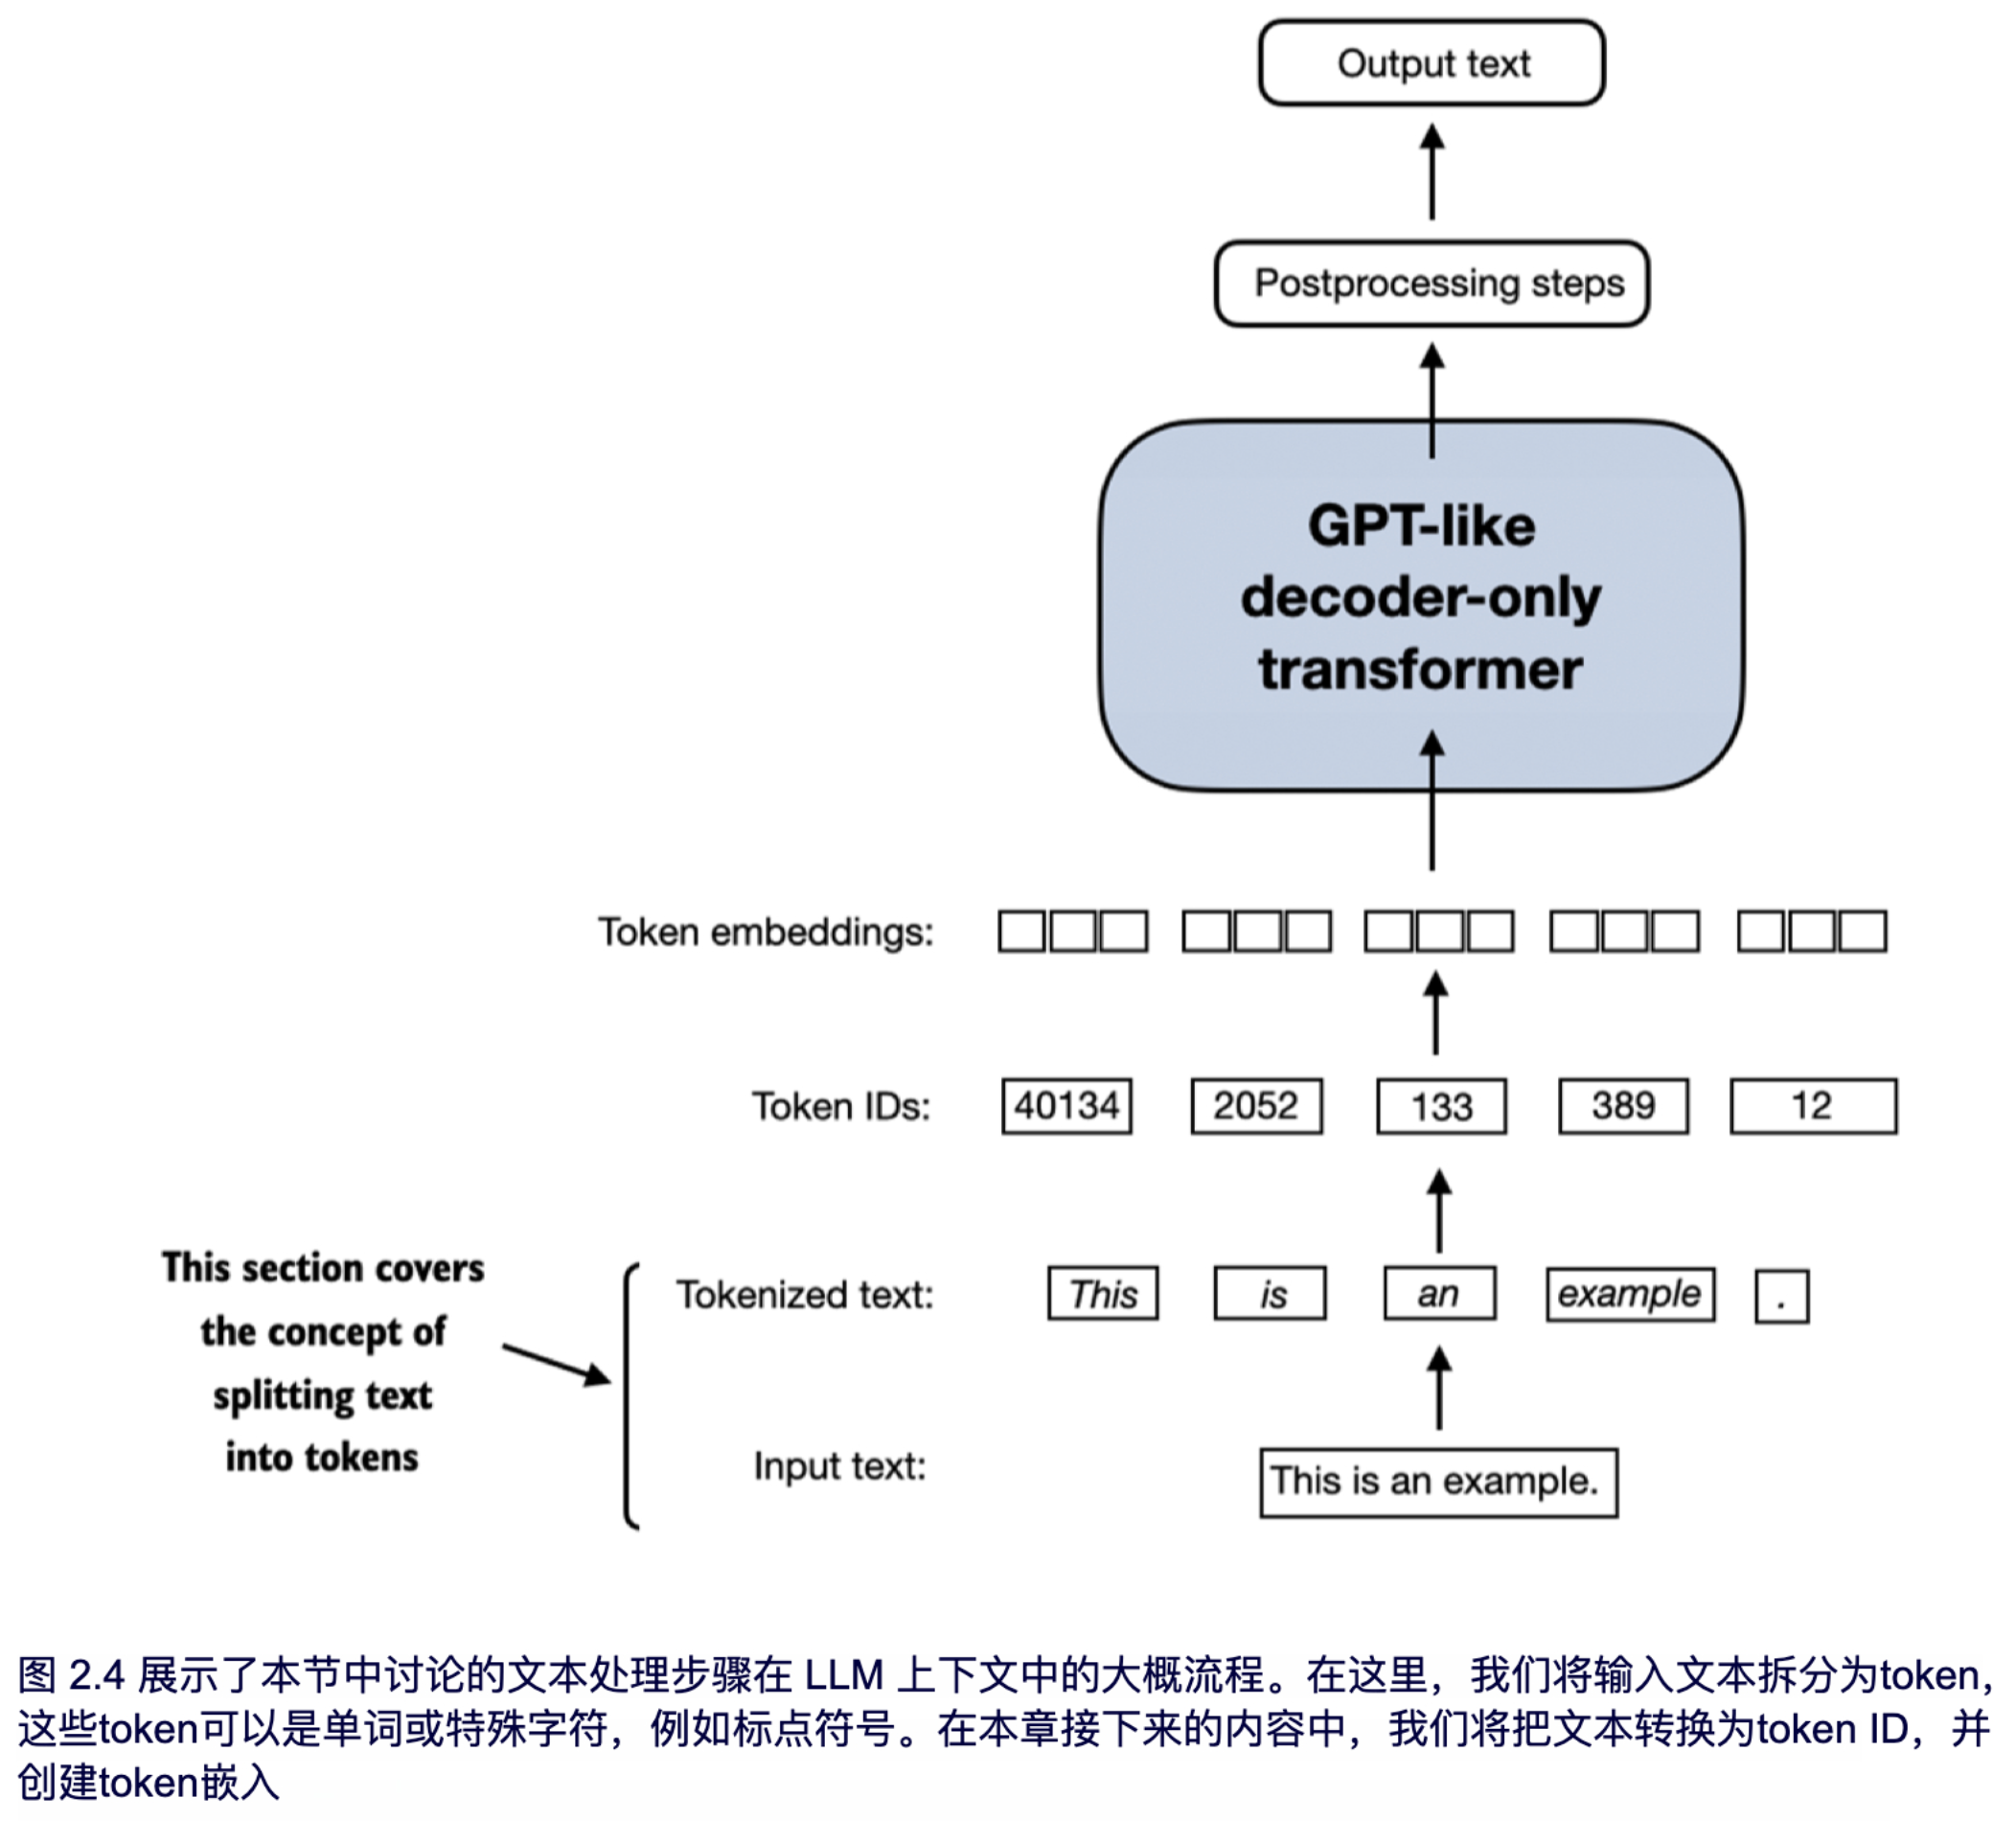 Output text
Postprocessing steps
GPT-like
decoder-only
transformer
Token embeddings:
Token IDs: 40134 2052 133 389 12
Tokenized text: This is an example .
Input text: This is an example.
This section covers
the concept of
splitting text
into tokens
图 2.4 展示了本节中讨论的文本处理步骤在 LLM 上下文中的大概流程。在这里，我们将输入文本拆分为token，
这些token可以是单词或特殊字符，例如标点符号。在本章接下来的内容中，我们将把文本转换为token ID，并
创建token嵌入